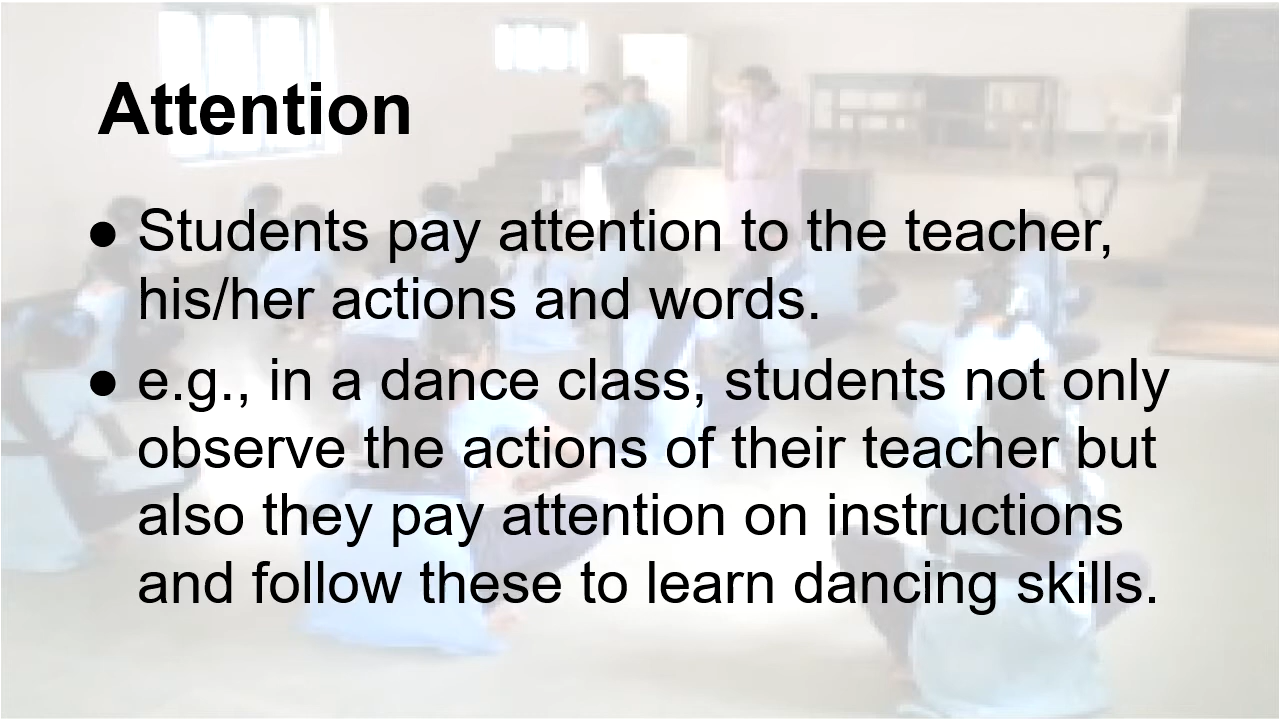 Attention
● Students pay attention to the teacher,
his/her actions and words.
● e.g., in a dance class, students not only
observe the actions of their teacher but
also they pay attention on instructions
and follow these to learn dancing skills.